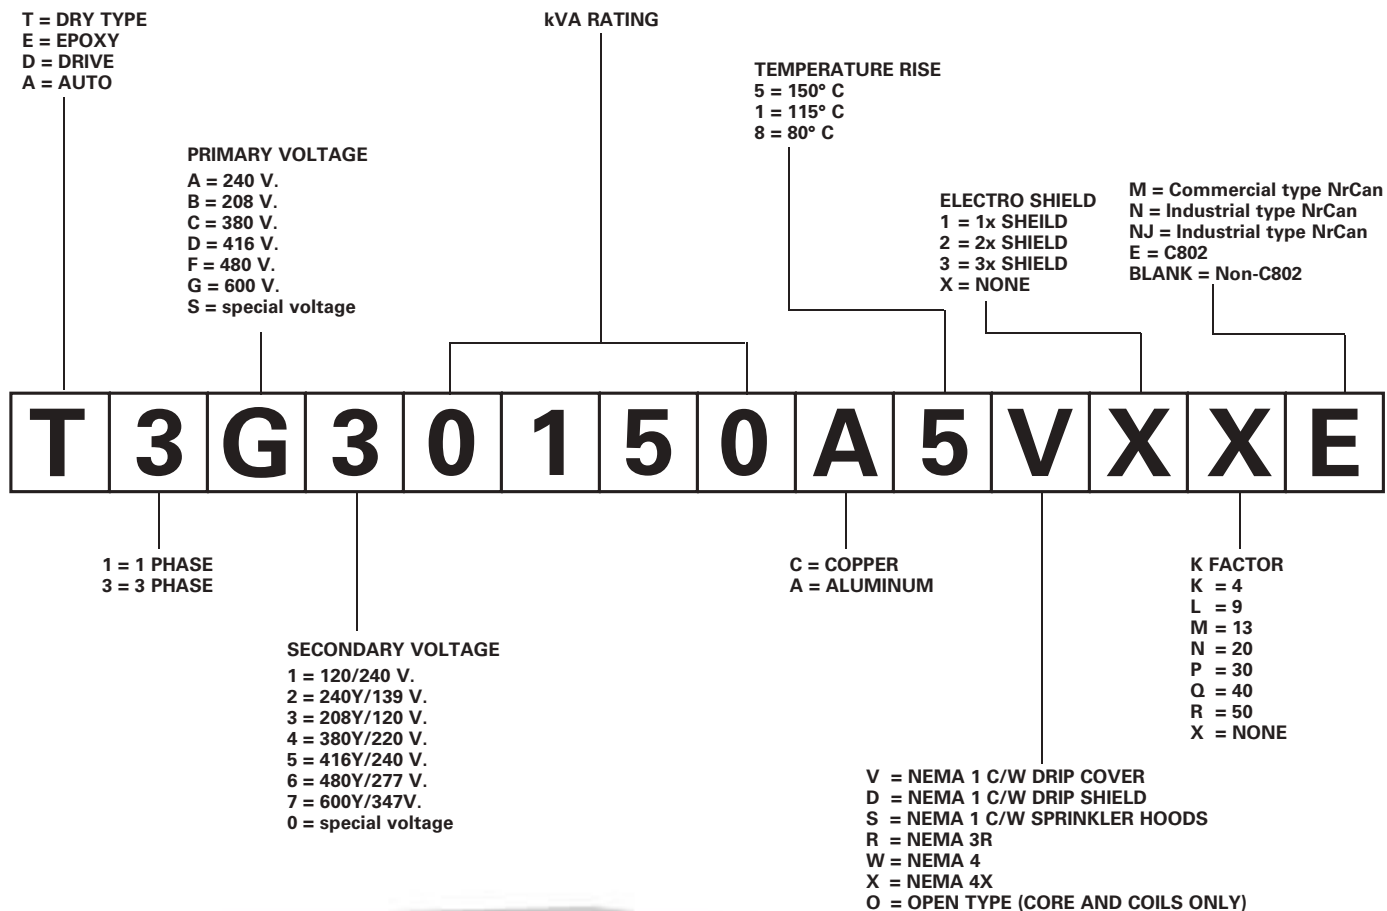 T = DRY TYPE
E = EPOXY
D = DRIVE
A = AUTO
kVA RATING
TEMPERATURE RISE
5 = 150° C
1 = 115° C
8 = 80° C
PRIMARY VOLTAGE
A = 240 V.
B = 208 V.
C = 380 V.
D = 416 V.
F = 480 V.
G = 600 V.
S = special voltage
ELECTRO SHIELD
1 = 1x SHEILD
2 = 2x SHIELD
3 = 3x SHIELD
X = NONE
M = Commercial type NrCan
N = Industrial type NrCan
NJ = Industrial type NrCan
E = C802
BLANK = Non-C802
T 3 G 3 0 1 5 0 A 5 V X X E
1 = 1 PHASE
3 = 3 PHASE
C = COPPER
A = ALUMINUM
K FACTOR
K = 4
L = 9
M = 13
N = 20
P = 30
Q = 40
R = 50
X = NONE
SECONDARY VOLTAGE
1 = 120/240 V.
2 = 240Y/139 V.
3 = 208Y/120 V.
4 = 380Y/220 V.
5 = 416Y/240 V.
6 = 480Y/277 V.
7 = 600Y/347V.
0 = special voltage
V = NEMA 1 C/W DRIP COVER
D = NEMA 1 C/W DRIP SHIELD
S = NEMA 1 C/W SPRINKLER HOODS
R = NEMA 3R
W = NEMA 4
X = NEMA 4X
O = OPEN TYPE (CORE AND COILS ONLY)